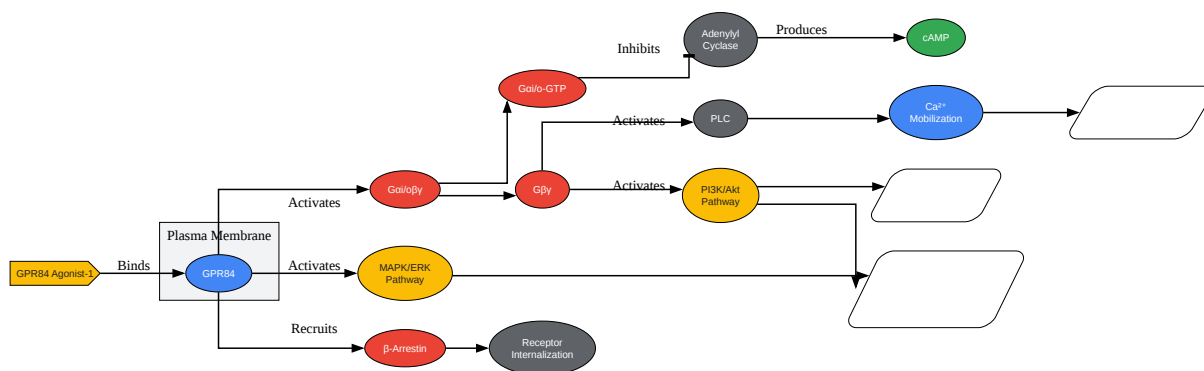 Adenylyl
Cyclase
Produces
cAMP
Inhibits
Gαi/o-GTP
Activates
PLC
Ca²⁺
Mobilization
Gαi/oβγ
Activates
Gβγ
Activates
PI3K/Akt
Pathway
Plasma Membrane
GPR84 Agonist-1
Binds
GPR84
Activates
MAPK/ERK
Pathway
Recruits
β-Arrestin
Receptor
Internalization